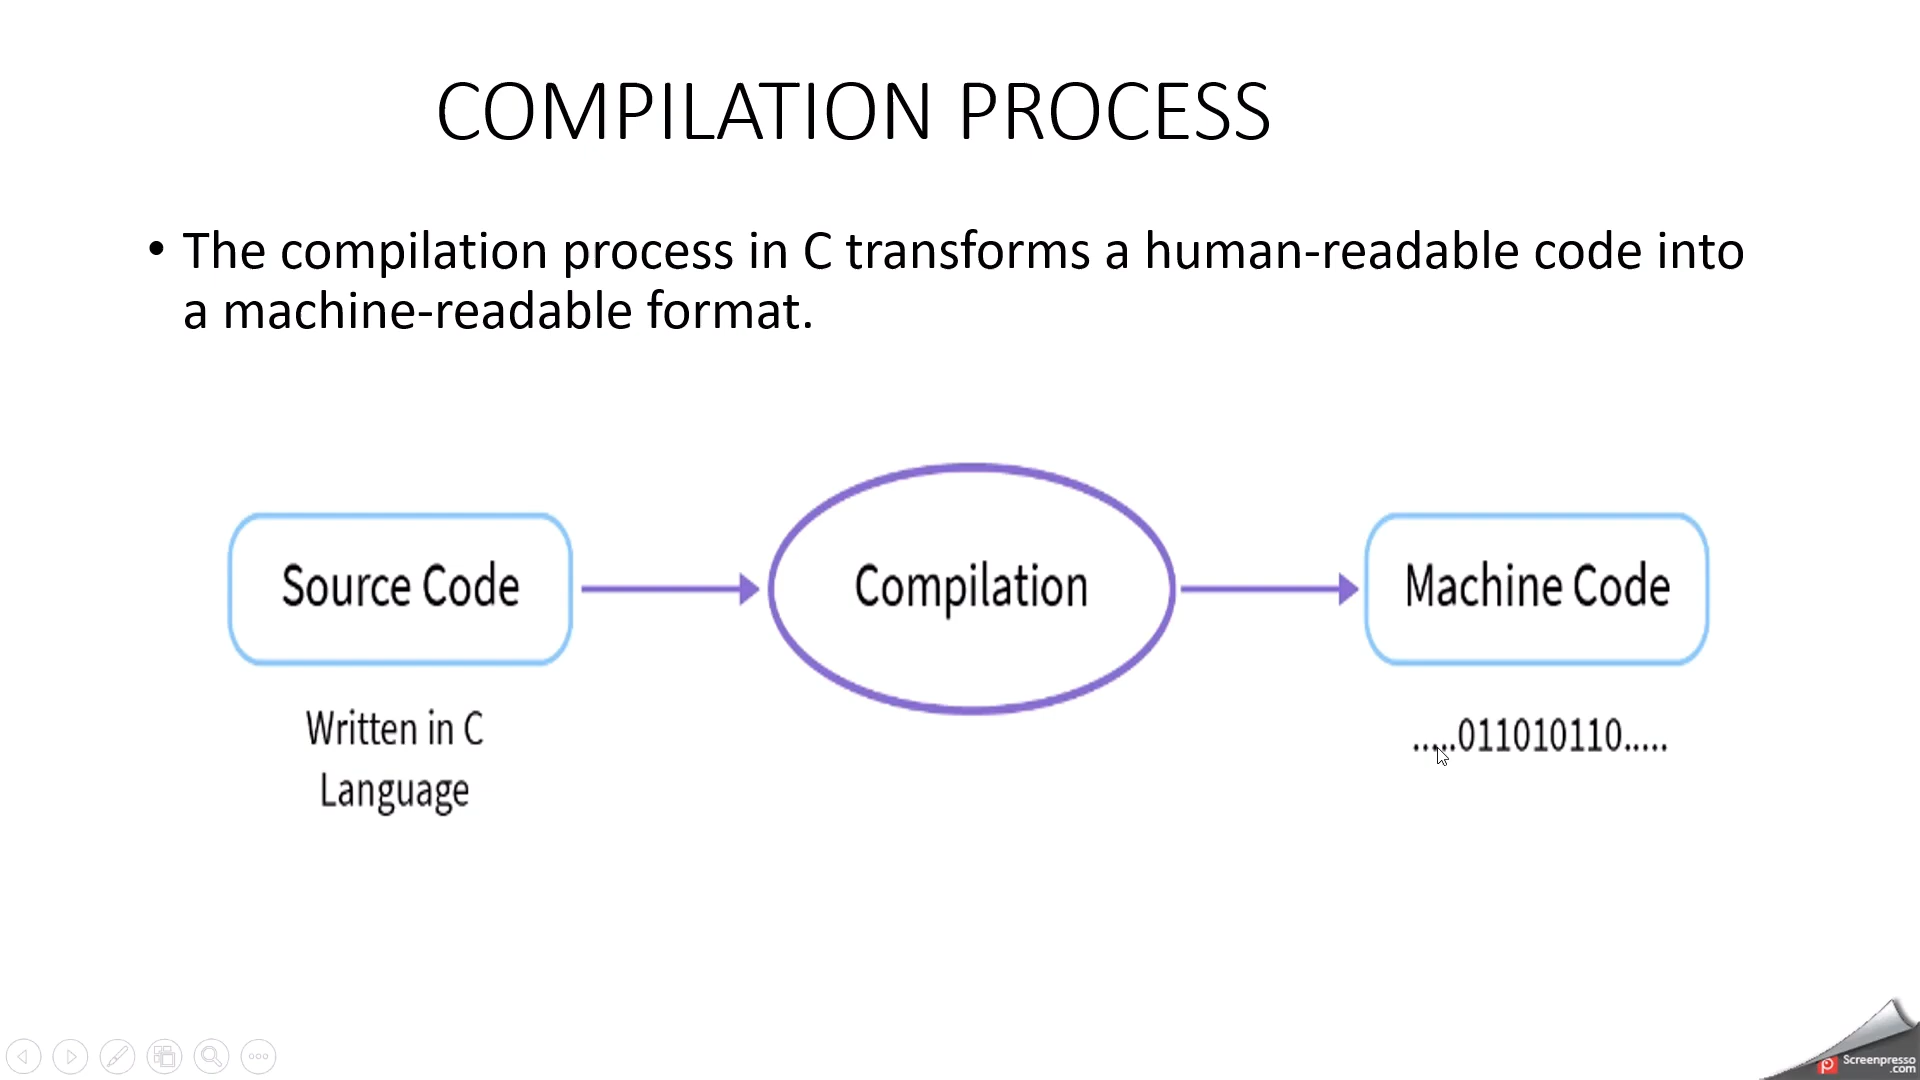 COMPILATION PROCESS
• The compilation process in C transforms a human-readable code into
a machine-readable format.
Source Code
Compilation
Machine Code
Written in C
Language
.....011010110.....
Screenpresso
.com